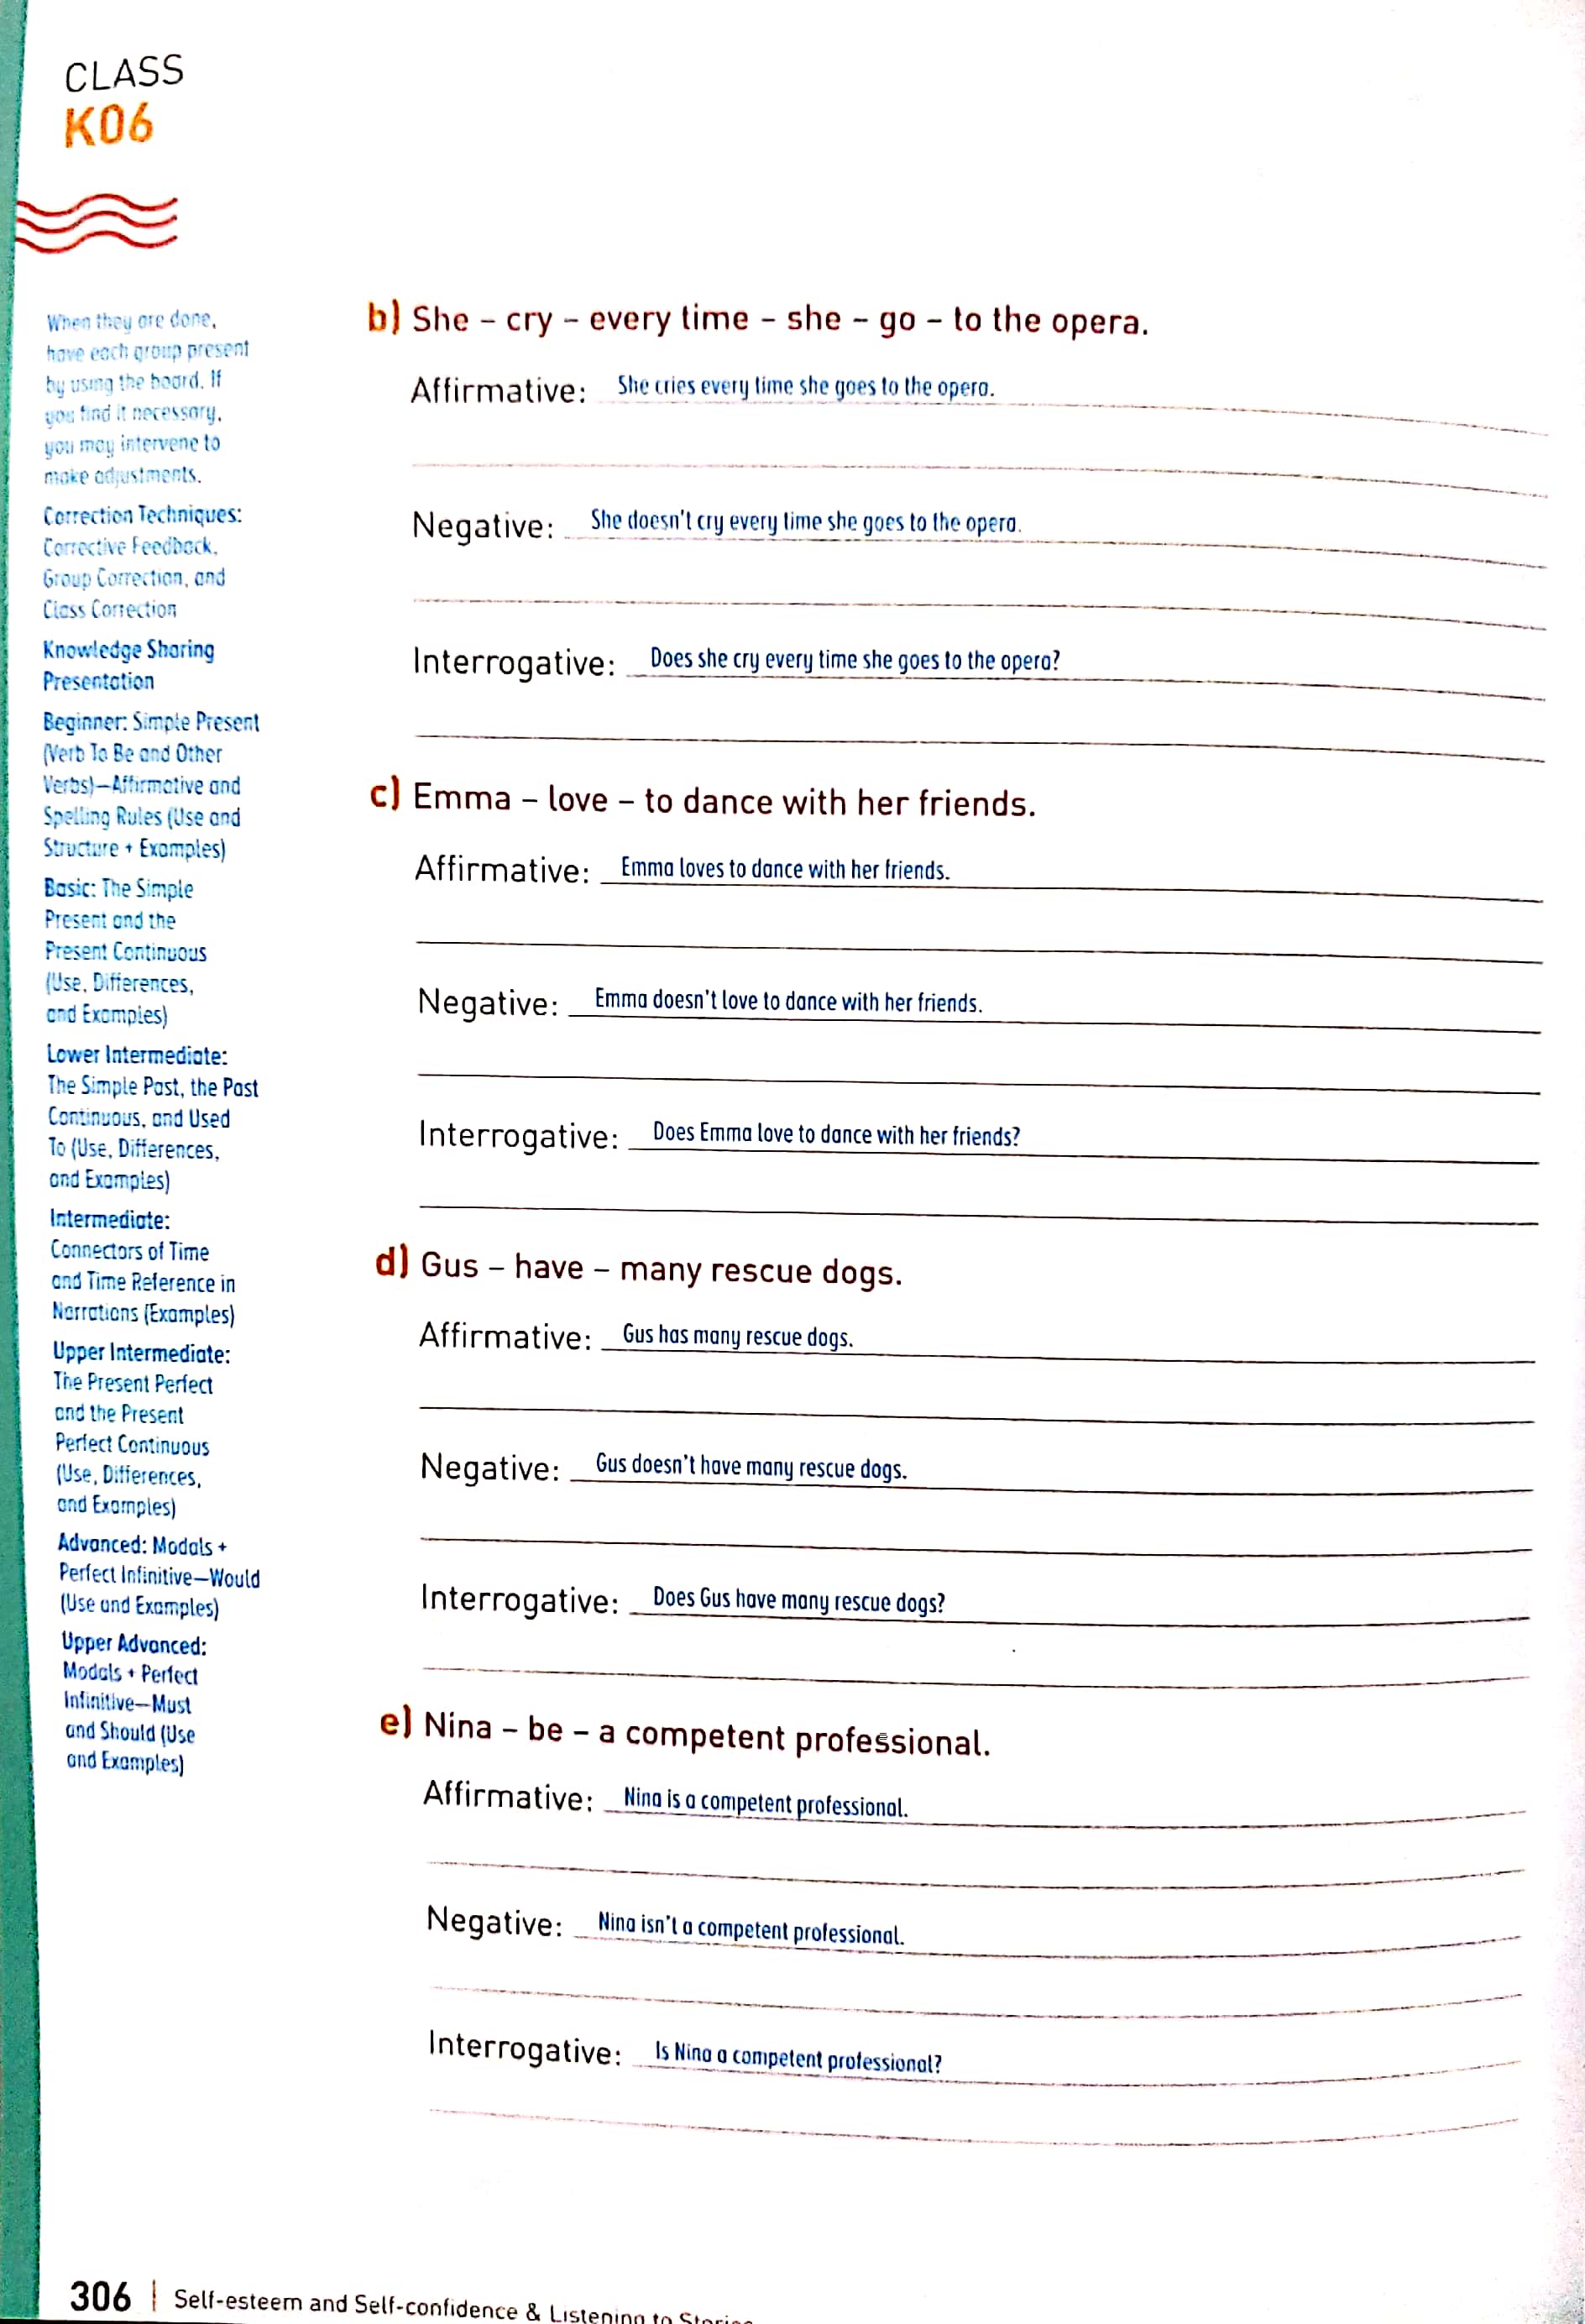 CLASS
K06
When they are done,
have each group present
by using the board. If
you find it necessary,
you may intervene to
make adjustments.
Correction Techniques:
Corrective Feedback,
Group Correction, and
Class Correction
Knowledge Sharing
Presentation
Beginner: Simple Present
(Verb To Be and Other
Verbs)—Affirmative and
Spelling Rules (Use and
Structure + Examples)
Basic: The Simple
Present and the
Present Continuous
(Use, Differences,
and Examples)
Lower Intermediate:
The Simple Past, the Past
Continuous, and Used
To (Use, Differences,
and Examples)
Intermediate:
Connectors of Time
and Time Reference in
Narrations (Examples)
Upper Intermediate:
The Present Perfect
and the Present
Perfect Continuous
(Use, Differences,
and Examples)
Advanced: Modals +
Perfect Infinitive—Would
(Use and Examples)
Upper Advanced:
Modals + Perfect
Infinitive—Must
and Should (Use
and Examples)
b) She – cry – every time – she – go – to the opera.
Affirmative: She cries every time she goes to the opera.
Negative: She doesn't cry every time she goes to the opera.
Interrogative: Does she cry every time she goes to the opera?
c) Emma – love – to dance with her friends.
Affirmative: Emma loves to dance with her friends.
Negative: Emma doesn't love to dance with her friends.
Interrogative: Does Emma love to dance with her friends?
d) Gus – have – many rescue dogs.
Affirmative: Gus has many rescue dogs.
Negative: Gus doesn't have many rescue dogs.
Interrogative: Does Gus have many rescue dogs?
e) Nina – be – a competent professional.
Affirmative: Nina is a competent professional.
Negative: Nina isn't a competent professional.
Interrogative: Is Nina a competent professional?
306 | Self-esteem and Self-confidence & Listening to